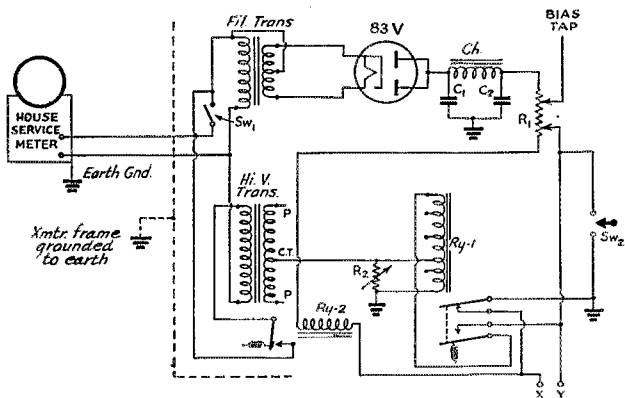 Fil. Trans
83 V
BIAS
TAP
Ch.
C1
C2
R1
HOUSE
SERVICE
METER
Sw1
Earth Gnd.
Hi. V.
Trans.
P
C.T.
P
Xmtr. frame
grounded
to earth
R2
Ry-1
Sw2
Ry-2
X
Y